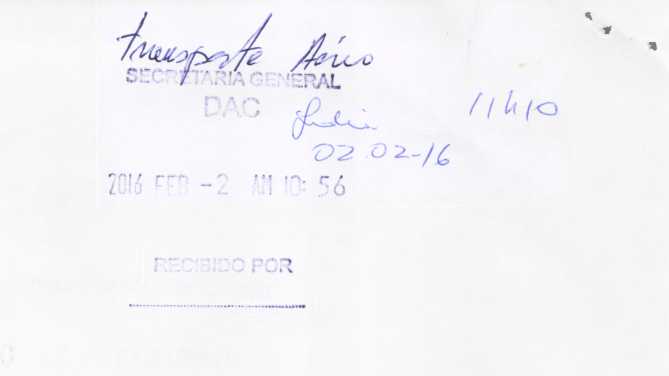 Transporte Aéreo
SECRETARIA GENERAL
DAC
11h10
02.02-16
2016 FEB -2 AM 10:56
RECIBIDO POR